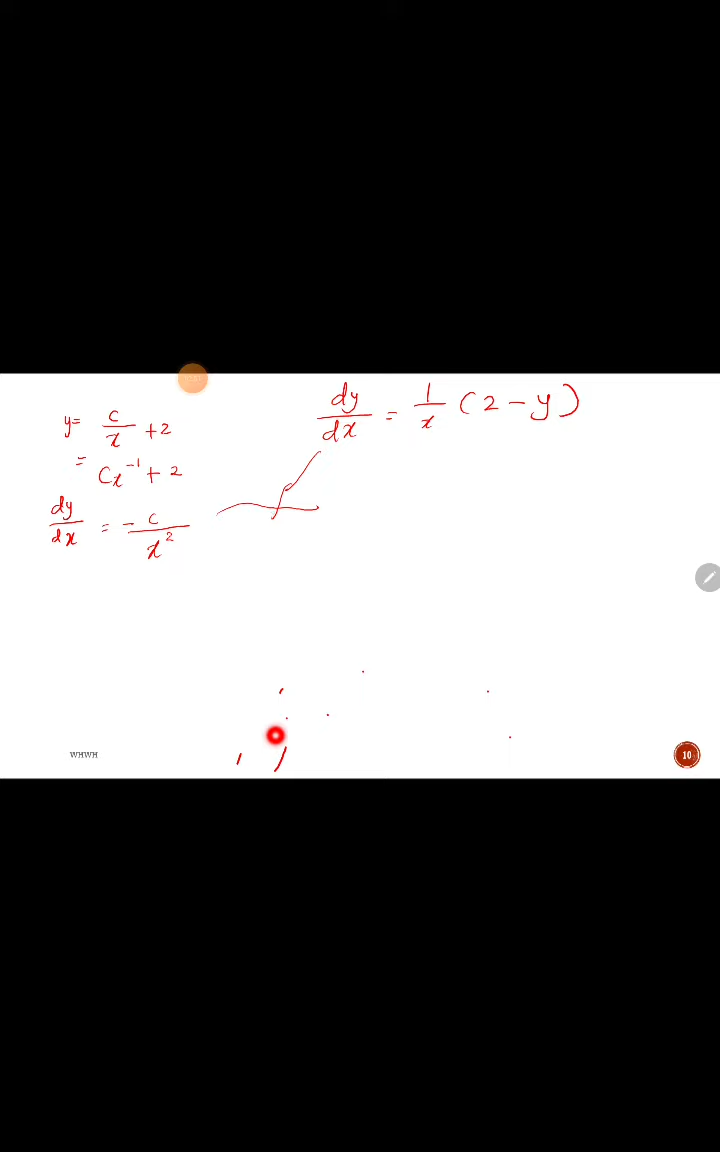 y= c/x +2
= cx⁻¹ + 2
dy/dx = - c/x²
dy/dx = 1/x (2 - y)
WHWH
10